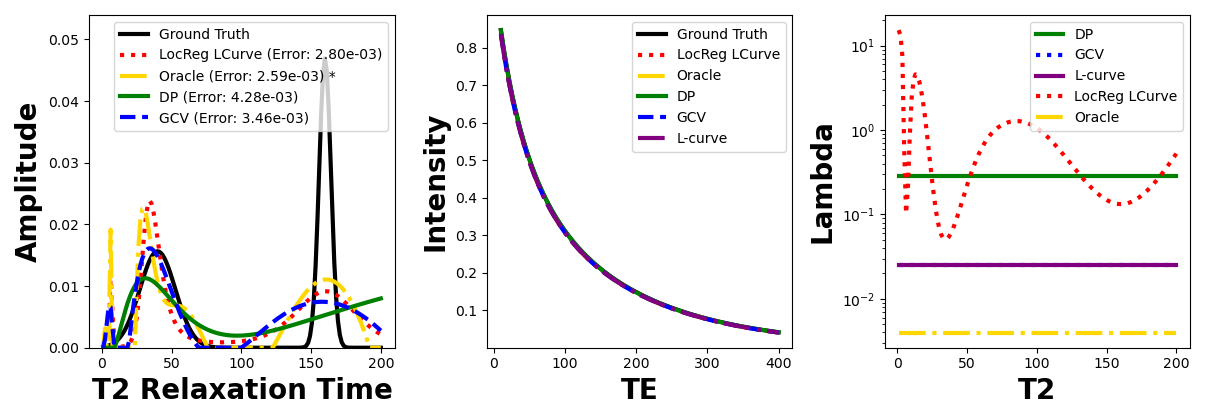 Amplitude
0.05
0.04
0.03
0.02
0.01
0.00
Ground Truth
LocReg LCurve (Error: 2.80e-03)
Oracle (Error: 2.59e-03) *
DP (Error: 4.28e-03)
GCV (Error: 3.46e-03)
0 50 100 150 200
T2 Relaxation Time
Intensity
0.8
0.7
0.6
0.5
0.4
0.3
0.2
0.1
Ground Truth
LocReg LCurve
Oracle
DP
GCV
L-curve
0 100 200 300 400
TE
Lambda
10¹
10⁰
10⁻¹
10⁻²
DP
GCV
L-curve
LocReg LCurve
Oracle
0 50 100 150 200
T2